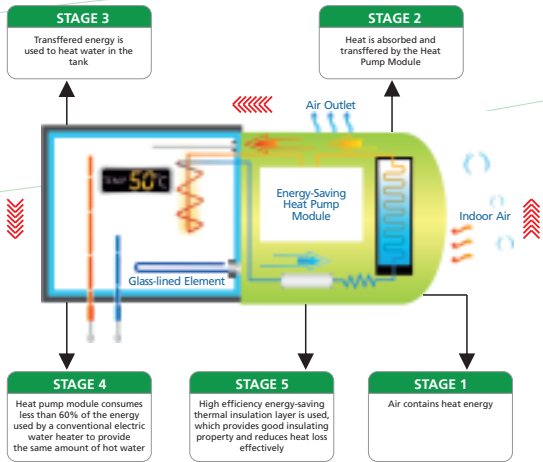 STAGE 3
Transffered energy is
used to heat water in the
tank
STAGE 2
Heat is absorbed and
transffered by the Heat
Pump Module
Air Outlet
TEMP 50°C
Energy-Saving
Heat Pump
Module
Indoor Air
Glass-lined Element
STAGE 4
Heat pump module consumes
less than 60% of the energy
used by a conventional electric
water heater to provide
the same amount of hot water
STAGE 5
High efficiency energy-saving
thermal insulation layer is used,
which provides good insulating
property and reduces heat loss
effectively
STAGE 1
Air contains heat energy